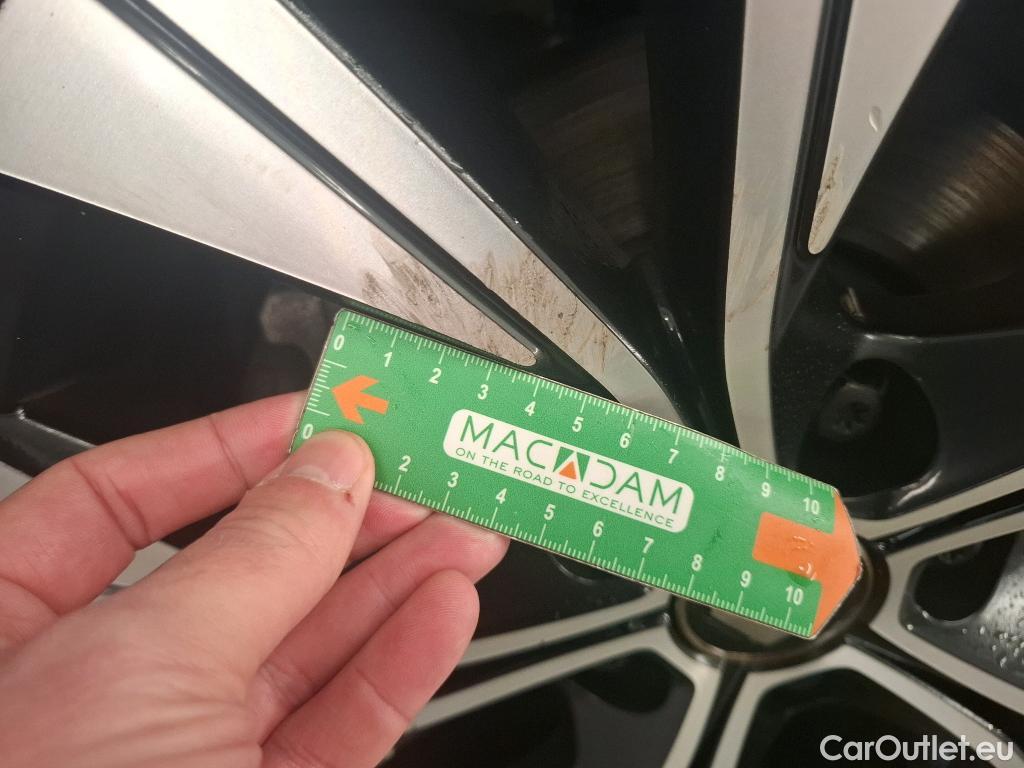 0 1 2 3 4 5 6 7 8 9 10
MACADAM
ON THE ROAD TO EXCELLENCE
0 2 3 4 5 6 7 8 9 10
CarOutlet.eu